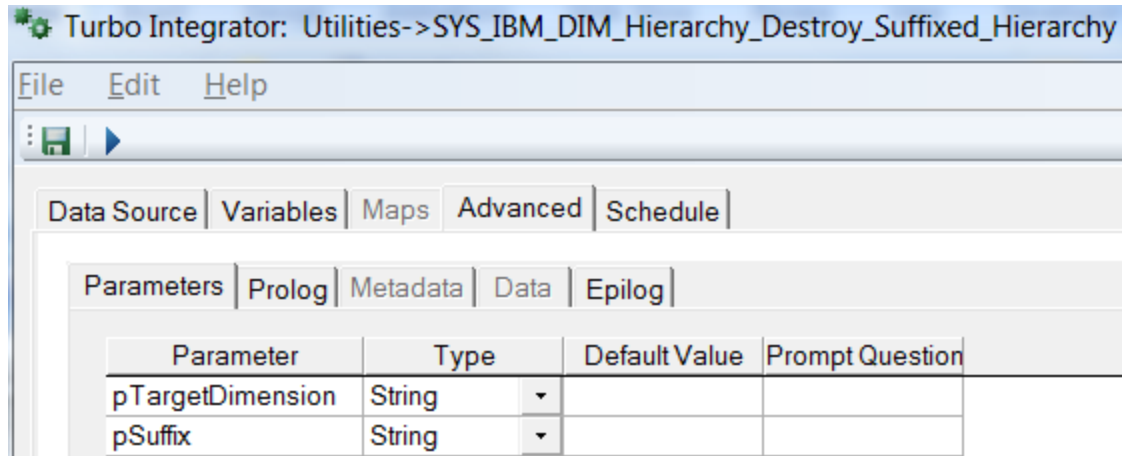 Turbo Integrator: Utilities->SYS_IBM_DIM_Hierarchy_Destroy_Suffixed_Hierarchy
File Edit Help
Data Source Variables Maps Advanced Schedule
Parameters Prolog Metadata Data Epilog
Parameter Type Default Value Prompt Question
pTargetDimension String
pSuffix String